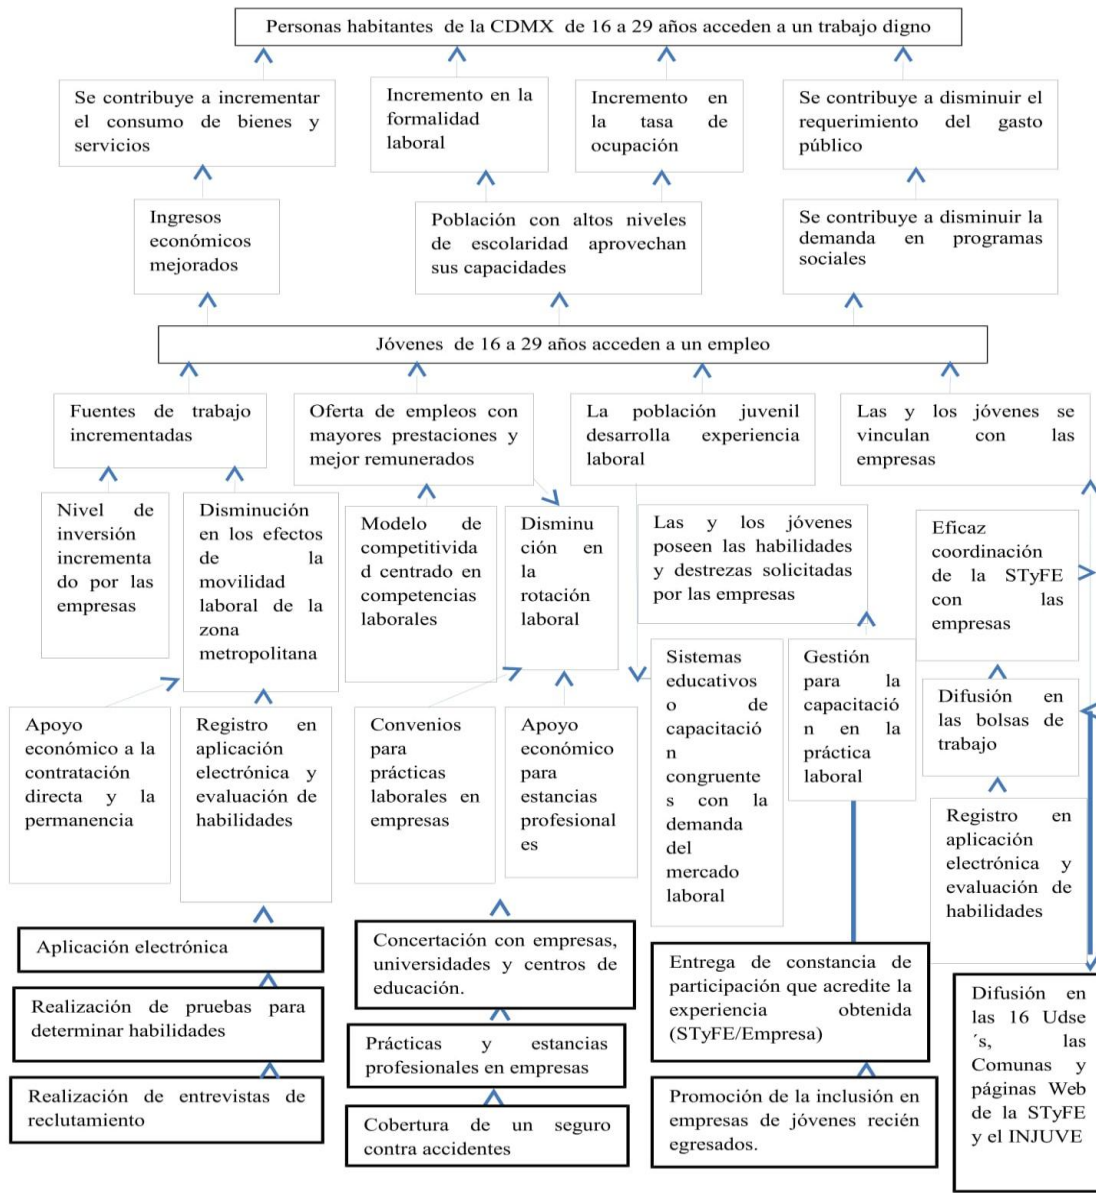 Personas habitantes de la CDMX de 16 a 29 años acceden a un trabajo digno
Se contribuye a incrementar
el consumo de bienes y
servicios
Incremento en la
formalidad
laboral
Incremento en
la tasa de
ocupación
Se contribuye a disminuir el
requerimiento del gasto
público
Ingresos
económicos
mejorados
Población con altos niveles
de escolaridad aprovechan
sus capacidades
Se contribuye a disminuir la
demanda en programas
sociales
Jóvenes de 16 a 29 años acceden a un empleo
Fuentes de trabajo
incrementadas
Oferta de empleos con
mayores prestaciones y
mejor remunerados
La población juvenil
desarrolla experiencia
laboral
Las y los jóvenes se
vinculan con las
empresas
Nivel de
inversión
incrementa
do por las
empresas
Disminución
en los efectos
de la
movilidad
laboral de la
zona
metropolitana
Modelo de
competitivida
d centrado en
competencias
laborales
Disminu
ción en
la
rotación
laboral
Las y los jóvenes
poseen las habilidades
y destrezas solicitadas
por las empresas
Eficaz
coordinación
de la STyFE
con las
empresas
Apoyo
económico a la
contratación
directa y la
permanencia
Registro en
aplicación
electrónica y
evaluación de
habilidades
Convenios
para
prácticas
laborales en
empresas
Apoyo
económico
para
estancias
profesional
es
Sistemas
educativos
o de
capacitació
n
congruente
s con la
demanda
del
mercado
laboral
Gestión
para la
capacitació
n en la
práctica
laboral
Difusión en
las bolsas de
trabajo
Registro en
aplicación
electrónica y
evaluación de
habilidades
Aplicación electrónica
Realización de pruebas para
determinar habilidades
Realización de entrevistas de
reclutamiento
Concertación con empresas,
universidades y centros de
educación.
Prácticas y estancias
profesionales en empresas
Cobertura de un seguro
contra accidentes
Entrega de constancia de
participación que acredite la
experiencia obtenida
(STyFE/Empresa)
Promoción de la inclusión en
empresas de jóvenes recién
egresados.
Difusión en
las 16 Udse
´s, las
Comunas y
páginas Web
de la STyFE
y el INJUVE